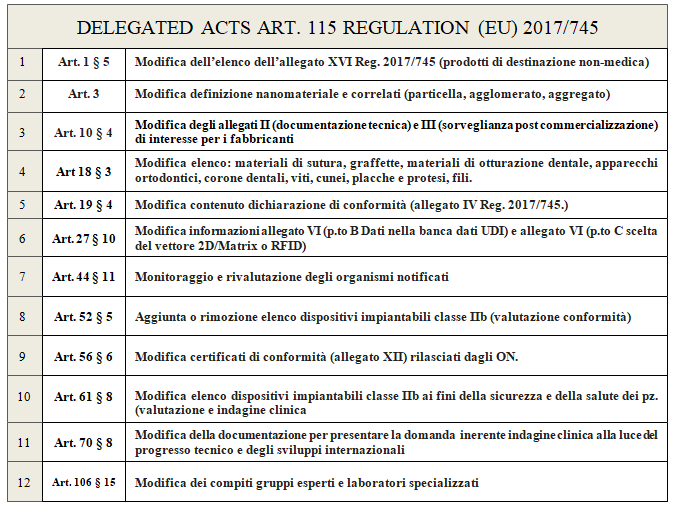 DELEGATED ACTS ART. 115 REGULATION (EU) 2017/745
1 Art. 1 § 5 Modifica dell’elenco dell’allegato XVI Reg. 2017/745 (prodotti di destinazione non-medica)
2 Art. 3 Modifica definizione nanomateriale e correlati (particella, agglomerato, aggregato)
3 Art. 10 § 4 Modifica degli allegati II (documentazione tecnica) e III (sorveglianza post commercializzazione)
di interesse per i fabbricanti
4 Art 18 § 3 Modifica elenco: materiali di sutura, graffette, materiali di otturazione dentale, apparecchi
ortodontici, corone dentali, viti, cunei, placche e protesi, fili.
5 Art. 19 § 4 Modifica contenuto dichiarazione di conformità (allegato IV Reg. 2017/745.)
6 Art. 27 § 10 Modifica informazioni allegato VI (p.to B Dati nella banca dati UDI) e allegato VI (p.to C scelta
del vettore 2D/Matrix o RFID)
7 Art. 44 § 11 Monitoraggio e rivalutazione degli organismi notificati
8 Art. 52 § 5 Aggiunta o rimozione elenco dispositivi impiantabili classe IIb (valutazione conformità)
9 Art. 56 § 6 Modifica certificati di conformità (allegato XII) rilasciati dagli ON.
10 Art. 61 § 8 Modifica elenco dispositivi impiantabili classe IIb ai fini della sicurezza e della salute dei pz.
(valutazione e indagine clinica
11 Art. 70 § 8 Modifica della documentazione per presentare la domanda inerente indagine clinica alla luce del
progresso tecnico e degli sviluppi internazionali
12 Art. 106 § 15 Modifica dei compiti gruppi esperti e laboratori specializzati